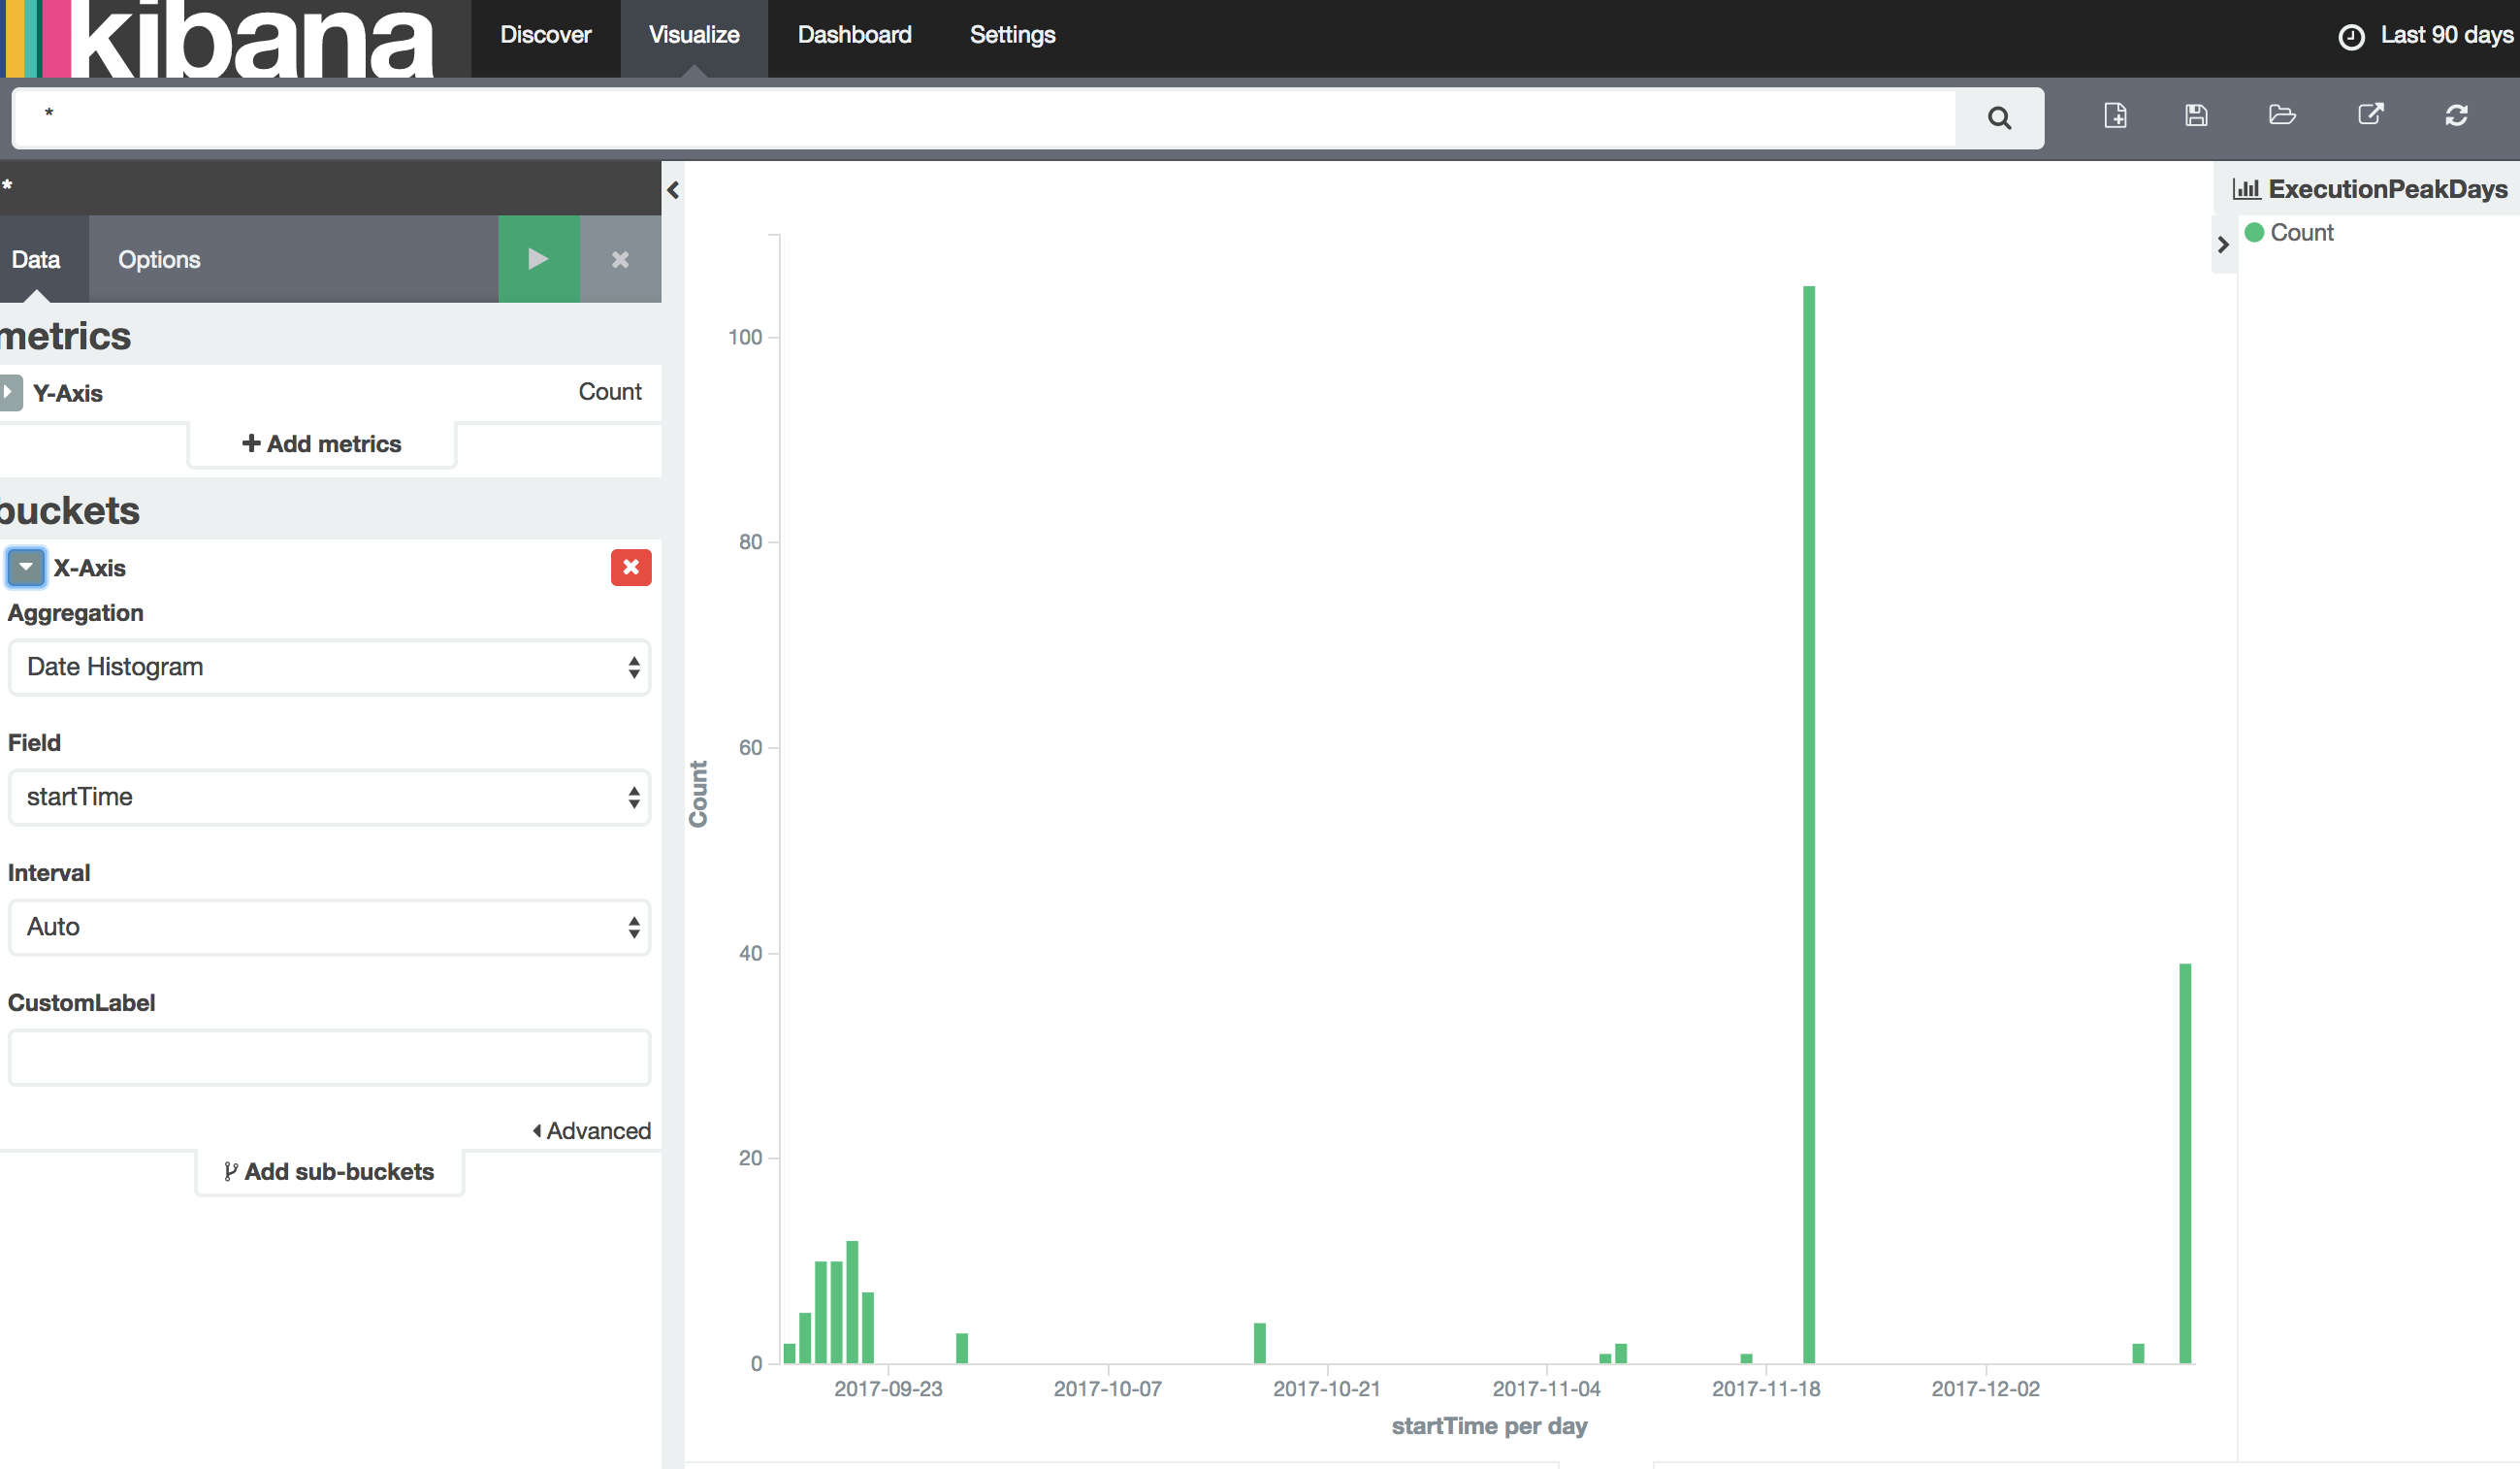 kibana
Discover
Visualize
Dashboard
Settings
Last 90 days
*
*
Data
Options
metrics
Y-Axis
Count
Add metrics
buckets
X-Axis
Aggregation
Date Histogram
Field
startTime
Interval
Auto
CustomLabel
Advanced
Add sub-buckets
ExecutionPeakDays
Count
Count
100
80
60
40
20
0
2017-09-23
2017-10-07
2017-10-21
2017-11-04
2017-11-18
2017-12-02
startTime per day